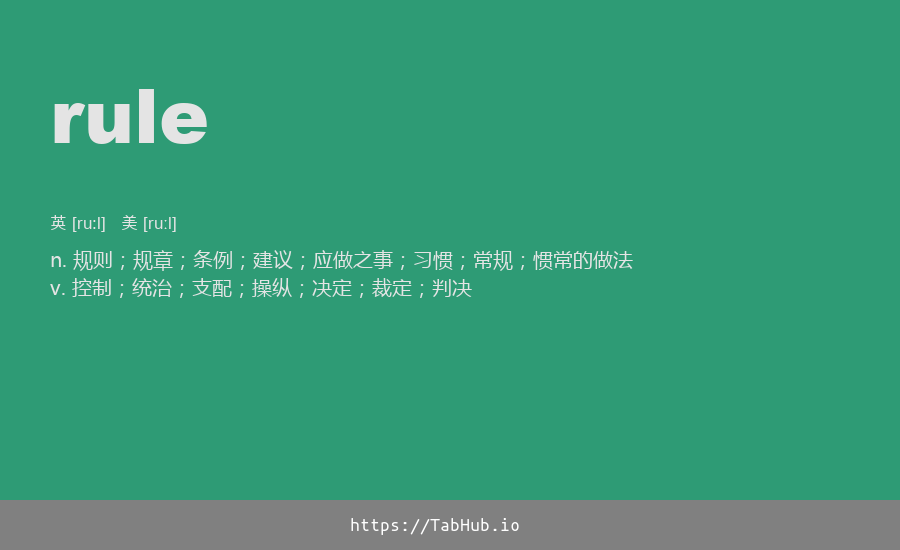 rule
英 [ruːl] 美 [ruːl]
n. 规则；规章；条例；建议；应做之事；习惯；常规；惯常的做法
v. 控制；统治；支配；操纵；决定；裁定；判决
https://TabHub.io